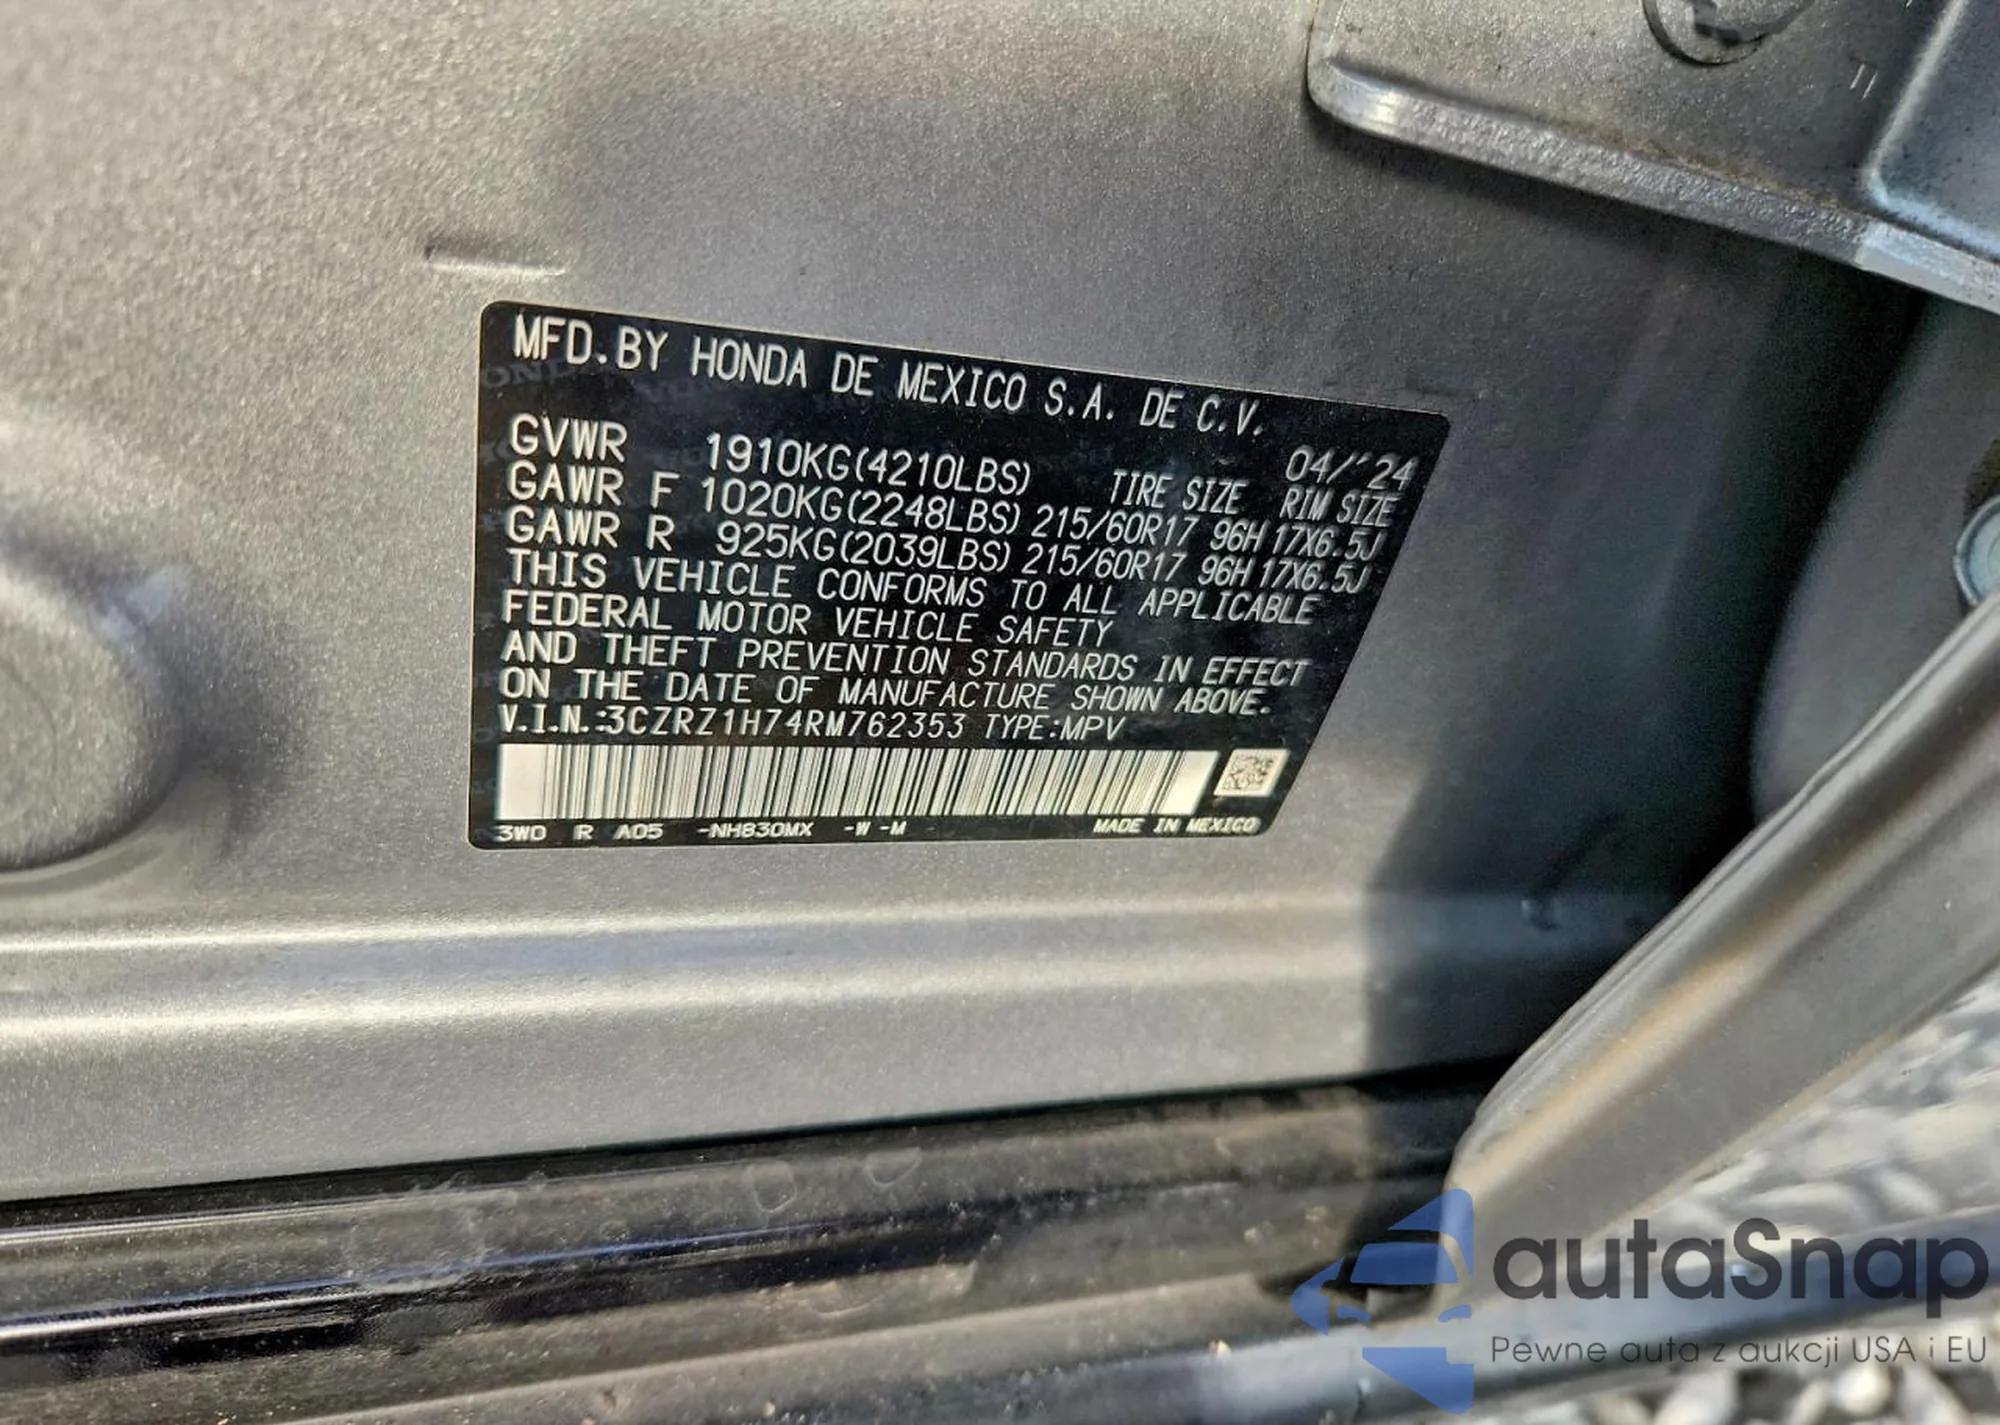 MFD.BY HONDA DE MEXICO S.A. DE C.V.
04/'24
GVWR 1910KG(4210LBS) TIRE SIZE RIM SIZE
GAWR F 1020KG(2248LBS) 215/60R17 96H 17X6.5J
GAWR R 925KG(2039LBS) 215/60R17 96H 17X6.5J
THIS VEHICLE CONFORMS TO ALL APPLICABLE
FEDERAL MOTOR VEHICLE SAFETY
AND THEFT PREVENTION STANDARDS IN EFFECT
ON THE DATE OF MANUFACTURE SHOWN ABOVE.
V.I.N.:3CZRZ1H74RM762353 TYPE:MPV
3W0 R A05 -NH830MX -W -M MADE IN MEXICO
autaSnap
Pewne auta z aukcji USA i EU